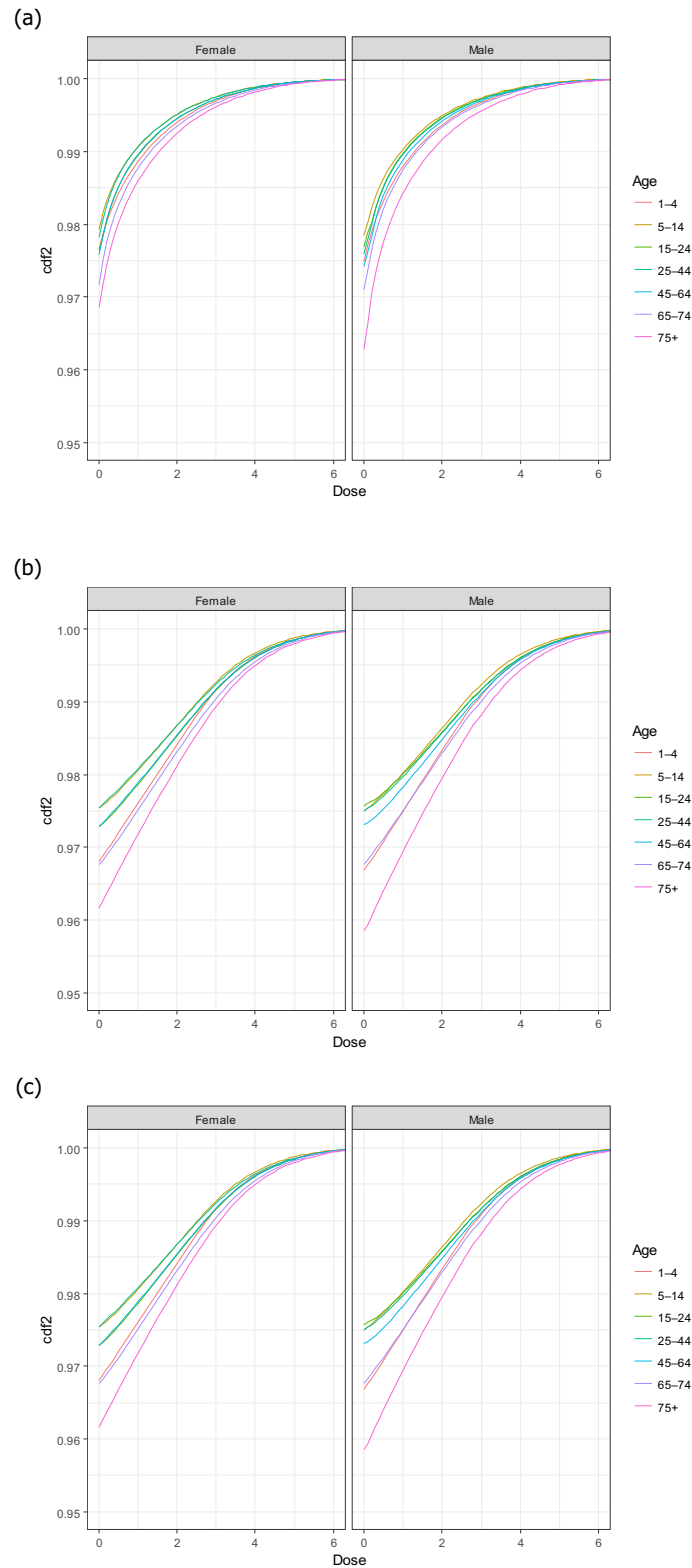 (a)
Female Male
1.00
0.99
0.98
0.97
0.96
0.95
cdf2
0 2 4 6 0 2 4 6
Dose
Age
1–4
5–14
15–24
25–44
45–64
65–74
75+
(b)
Female Male
1.00
0.99
0.98
0.97
0.96
0.95
cdf2
0 2 4 6 0 2 4 6
Dose
Age
1–4
5–14
15–24
25–44
45–64
65–74
75+
(c)
Female Male
1.00
0.99
0.98
0.97
0.96
0.95
cdf2
0 2 4 6 0 2 4 6
Dose
Age
1–4
5–14
15–24
25–44
45–64
65–74
75+